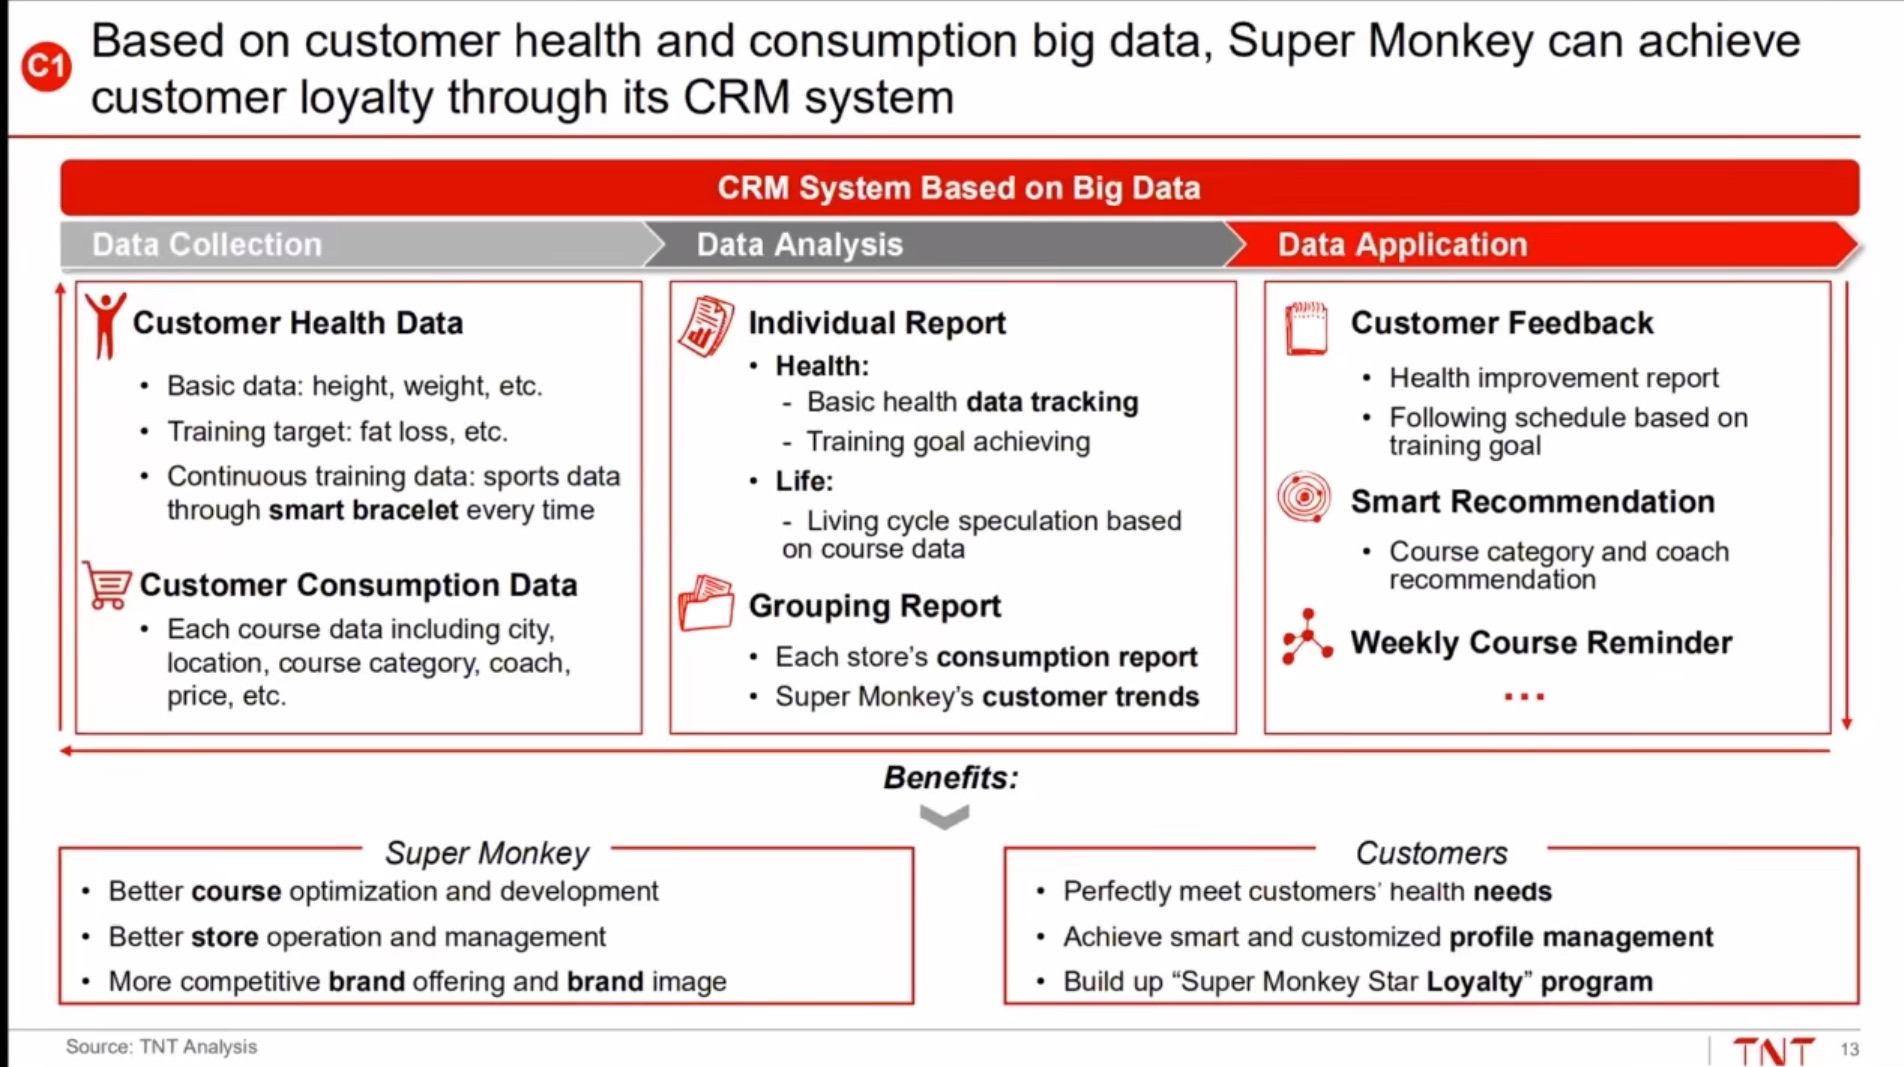 C1
Based on customer health and consumption big data, Super Monkey can achieve
customer loyalty through its CRM system
CRM System Based on Big Data
Data Collection
Data Analysis
Data Application
Customer Health Data
• Basic data: height, weight, etc.
• Training target: fat loss, etc.
• Continuous training data: sports data
through smart bracelet every time
Customer Consumption Data
• Each course data including city,
location, course category, coach,
price, etc.
Individual Report
• Health:
- Basic health data tracking
- Training goal achieving
• Life:
- Living cycle speculation based
on course data
Grouping Report
• Each store's consumption report
• Super Monkey's customer trends
Customer Feedback
• Health improvement report
• Following schedule based on
training goal
Smart Recommendation
• Course category and coach
recommendation
Weekly Course Reminder
...
Benefits:
Super Monkey
• Better course optimization and development
• Better store operation and management
• More competitive brand offering and brand image
Customers
• Perfectly meet customers' health needs
• Achieve smart and customized profile management
• Build up “Super Monkey Star Loyalty” program
Source: TNT Analysis
TNT
13